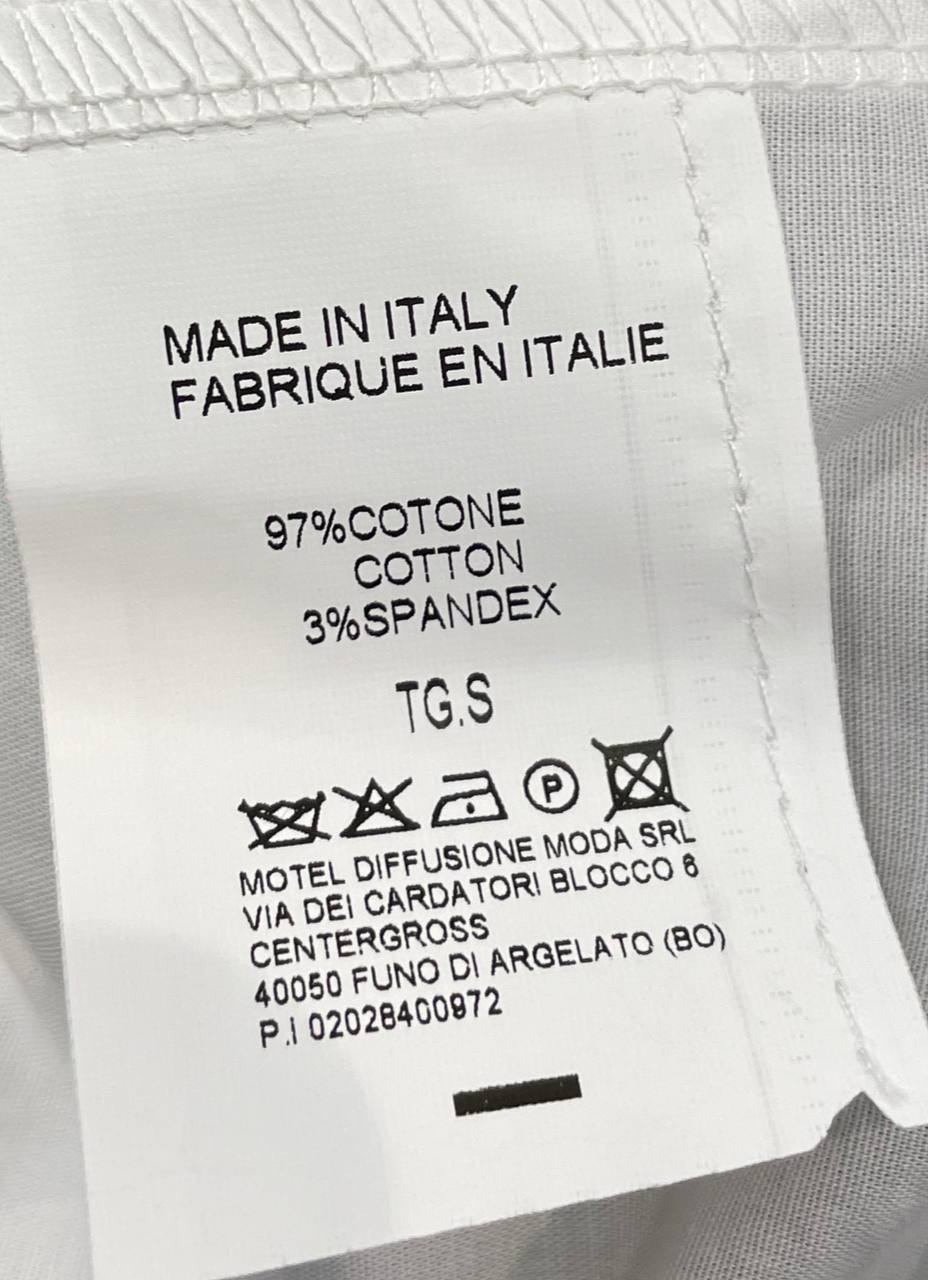 MADE IN ITALY
FABRIQUE EN ITALIE
97%COTONE
COTTON
3%SPANDEX
TG.S
P
MOTEL DIFFUSIONE MODA SRL
VIA DEI CARDATORI BLOCCO 6
CENTERGROSS
40050 FUNO DI ARGELATO (BO)
P.I 02028400972